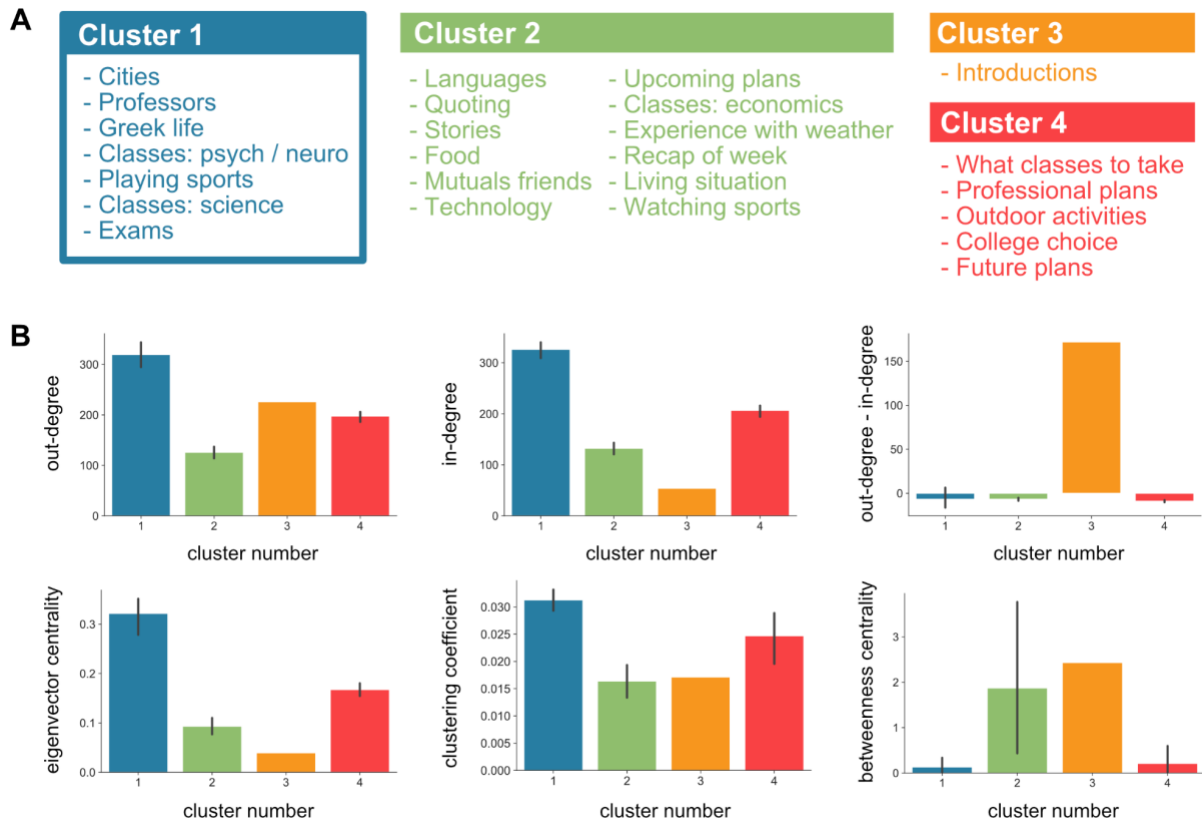 A
Cluster 1
- Cities
- Professors
- Greek life
- Classes: psych / neuro
- Playing sports
- Classes: science
- Exams
Cluster 2
- Languages
- Quoting
- Stories
- Food
- Mutuals friends
- Technology
- Upcoming plans
- Classes: economics
- Experience with weather
- Recap of week
- Living situation
- Watching sports
Cluster 3
- Introductions
Cluster 4
- What classes to take
- Professional plans
- Outdoor activities
- College choice
- Future plans
B
out-degree
300
200
100
0
1 2 3 4
cluster number
in-degree
300
200
100
0
1 2 3 4
cluster number
out-degree - in-degree
150
100
50
0
1 2 3 4
cluster number
eigenvector centrality
0.3
0.2
0.1
0.0
1 2 3 4
cluster number
clustering coefficient
0.030
0.025
0.020
0.015
0.010
0.005
0.000
1 2 3 4
cluster number
betweenness centrality
3
2
1
0
1 2 3 4
cluster number